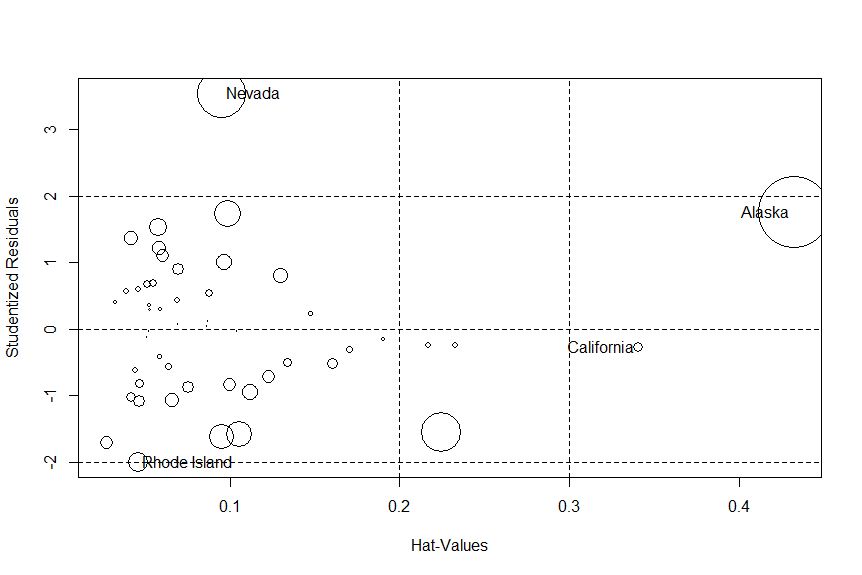 Nevada
Alaska
California
Rhode Island
Studentized Residuals
3
2
1
0
-1
-2
0.1
0.2
0.3
0.4
Hat-Values